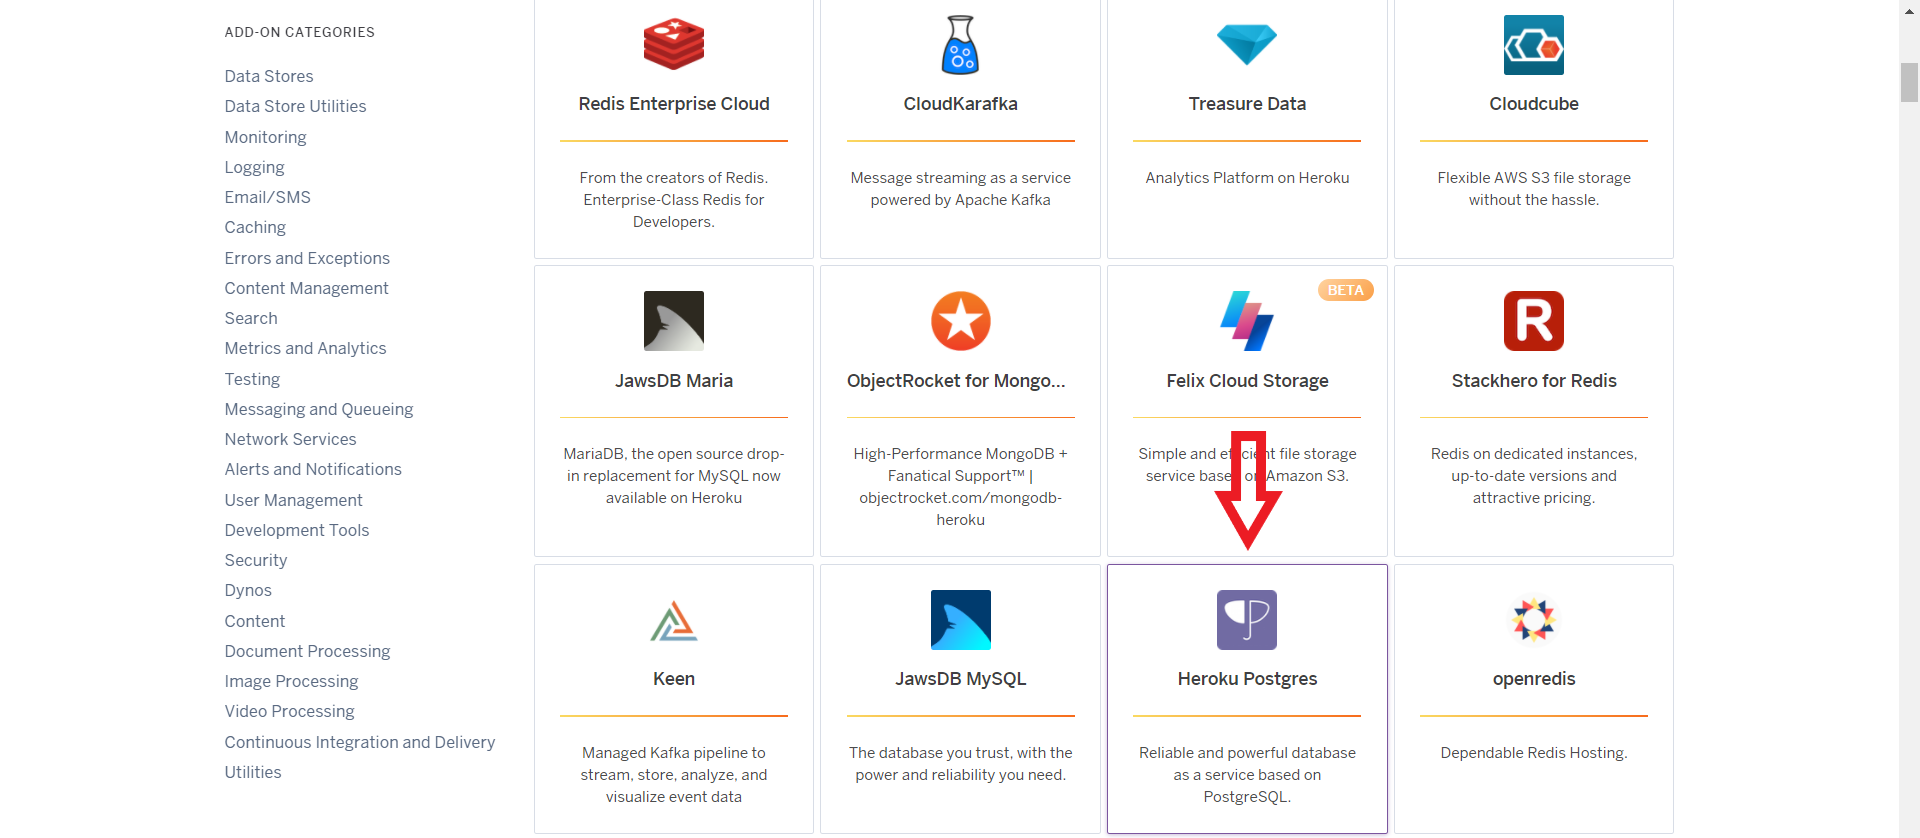 ADD-ON CATEGORIES
Data Stores
Data Store Utilities
Monitoring
Logging
Email/SMS
Caching
Errors and Exceptions
Content Management
Search
Metrics and Analytics
Testing
Messaging and Queueing
Network Services
Alerts and Notifications
User Management
Development Tools
Security
Dynos
Content
Document Processing
Image Processing
Video Processing
Continuous Integration and Delivery
Utilities
Redis Enterprise Cloud
From the creators of Redis.
Enterprise-Class Redis for
Developers.
CloudKarafka
Message streaming as a service
powered by Apache Kafka
Treasure Data
Analytics Platform on Heroku
Cloudcube
Flexible AWS S3 file storage
without the hassle.
JawsDB Maria
MariaDB, the open source drop-
in replacement for MySQL now
available on Heroku
ObjectRocket for Mongo...
High-Performance MongoDB +
Fanatical Support™ |
objectrocket.com/mongodb-
heroku
BETA
Felix Cloud Storage
Simple and efficient file storage
service based on Amazon S3.
R
Stackhero for Redis
Redis on dedicated instances,
up-to-date versions and
attractive pricing.
Keen
Managed Kafka pipeline to
stream, store, analyze, and
visualize event data
JawsDB MySQL
The database you trust, with the
power and reliability you need.
Heroku Postgres
Reliable and powerful database
as a service based on
PostgreSQL.
openredis
Dependable Redis Hosting.